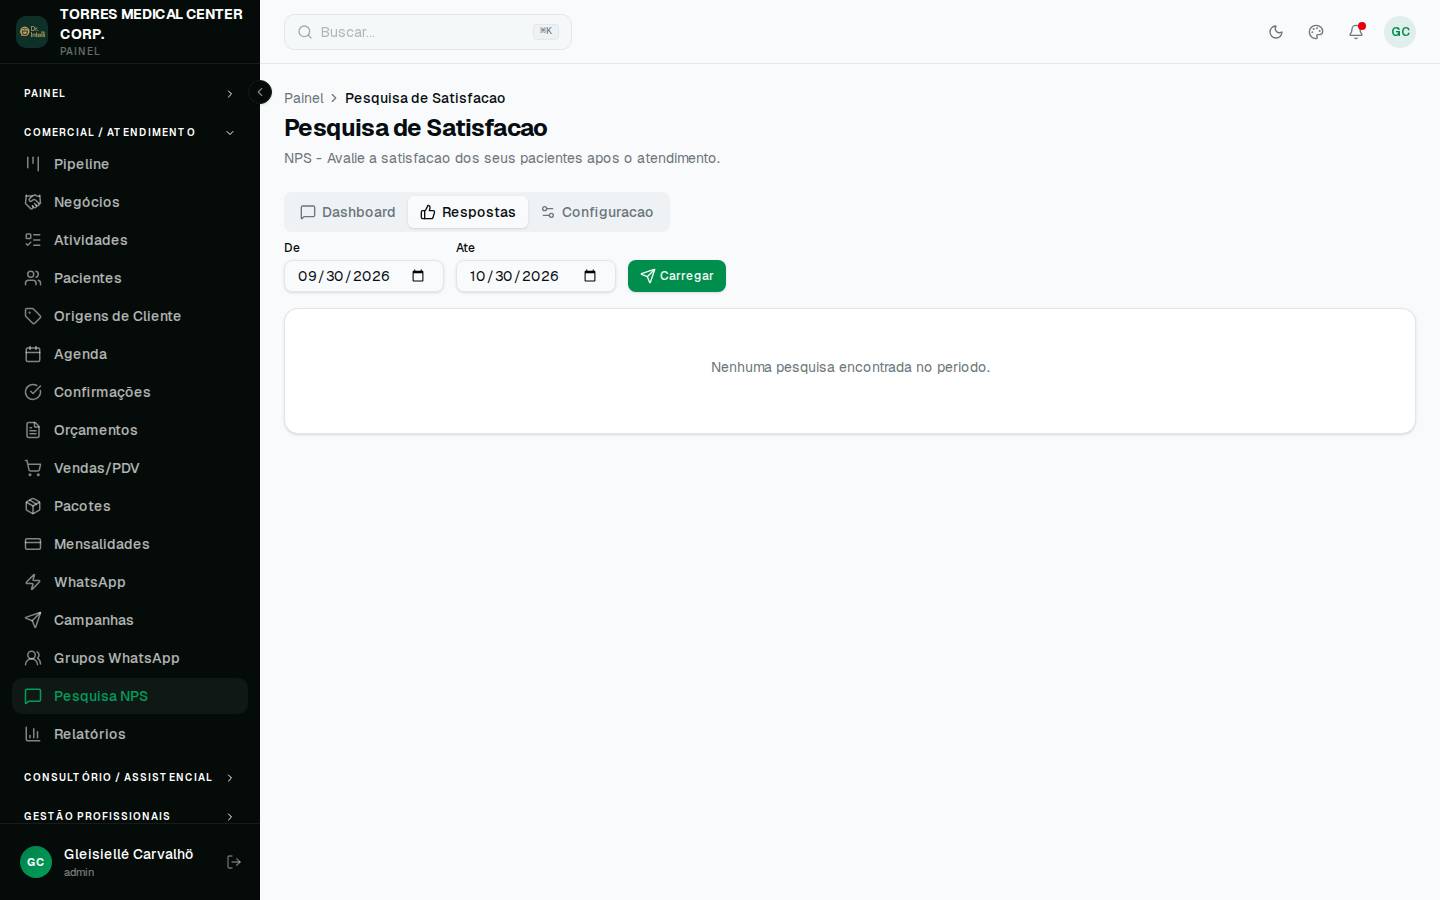 TORRES MEDICAL CENTER CORP.
PAINEL
Buscar...
⌘K
GC
PAINEL
COMERCIAL / ATENDIMENTO
Pipeline
Negócios
Atividades
Pacientes
Origens de Cliente
Agenda
Confirmações
Orçamentos
Vendas/PDV
Pacotes
Mensalidades
WhatsApp
Campanhas
Grupos WhatsApp
Pesquisa NPS
Relatórios
CONSULTÓRIO / ASSISTENCIAL
GESTÃO PROFISSIONAIS
GC
Gleisiellé Carvalhö
admin
Painel > Pesquisa de Satisfacao
Pesquisa de Satisfacao
NPS - Avalie a satisfacao dos seus pacientes apos o atendimento.
Dashboard
Respostas
Configuracao
De
Ate
09/30/2026
10/30/2026
Carregar
Nenhuma pesquisa encontrada no periodo.